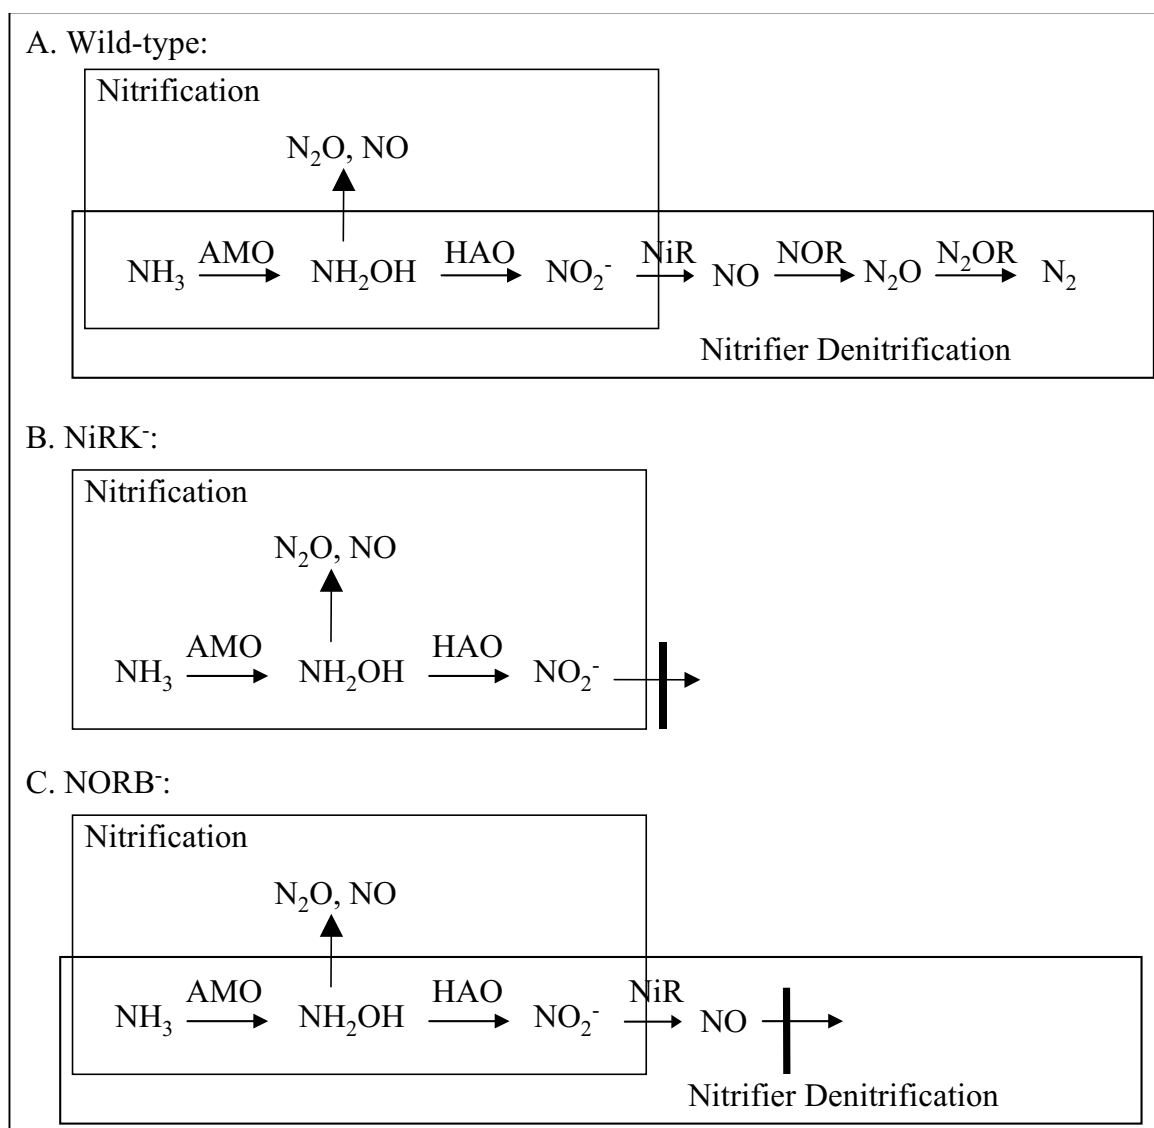 A. Wild-type:
Nitrification
N₂O, NO
AMO HAO NiR NOR N₂OR
NH₃ NH₂OH NO₂⁻ NO N₂O N₂
Nitrifier Denitrification
B. NiRK⁻:
Nitrification
N₂O, NO
AMO HAO
NH₃ NH₂OH NO₂⁻
C. NORB⁻:
Nitrification
N₂O, NO
AMO HAO NiR
NH₃ NH₂OH NO₂⁻ NO
Nitrifier Denitrification